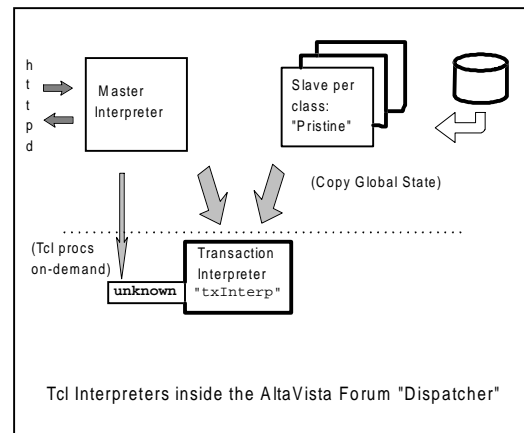 h
t
t
p
d
Master
Interpreter
Slave per
class:
"Pristine"
(Copy Global State)
(Tcl procs
on-demand)
Transaction
Interpreter
"txInterp"
unknown
Tcl Interpreters inside the AltaVista Forum "Dispatcher"